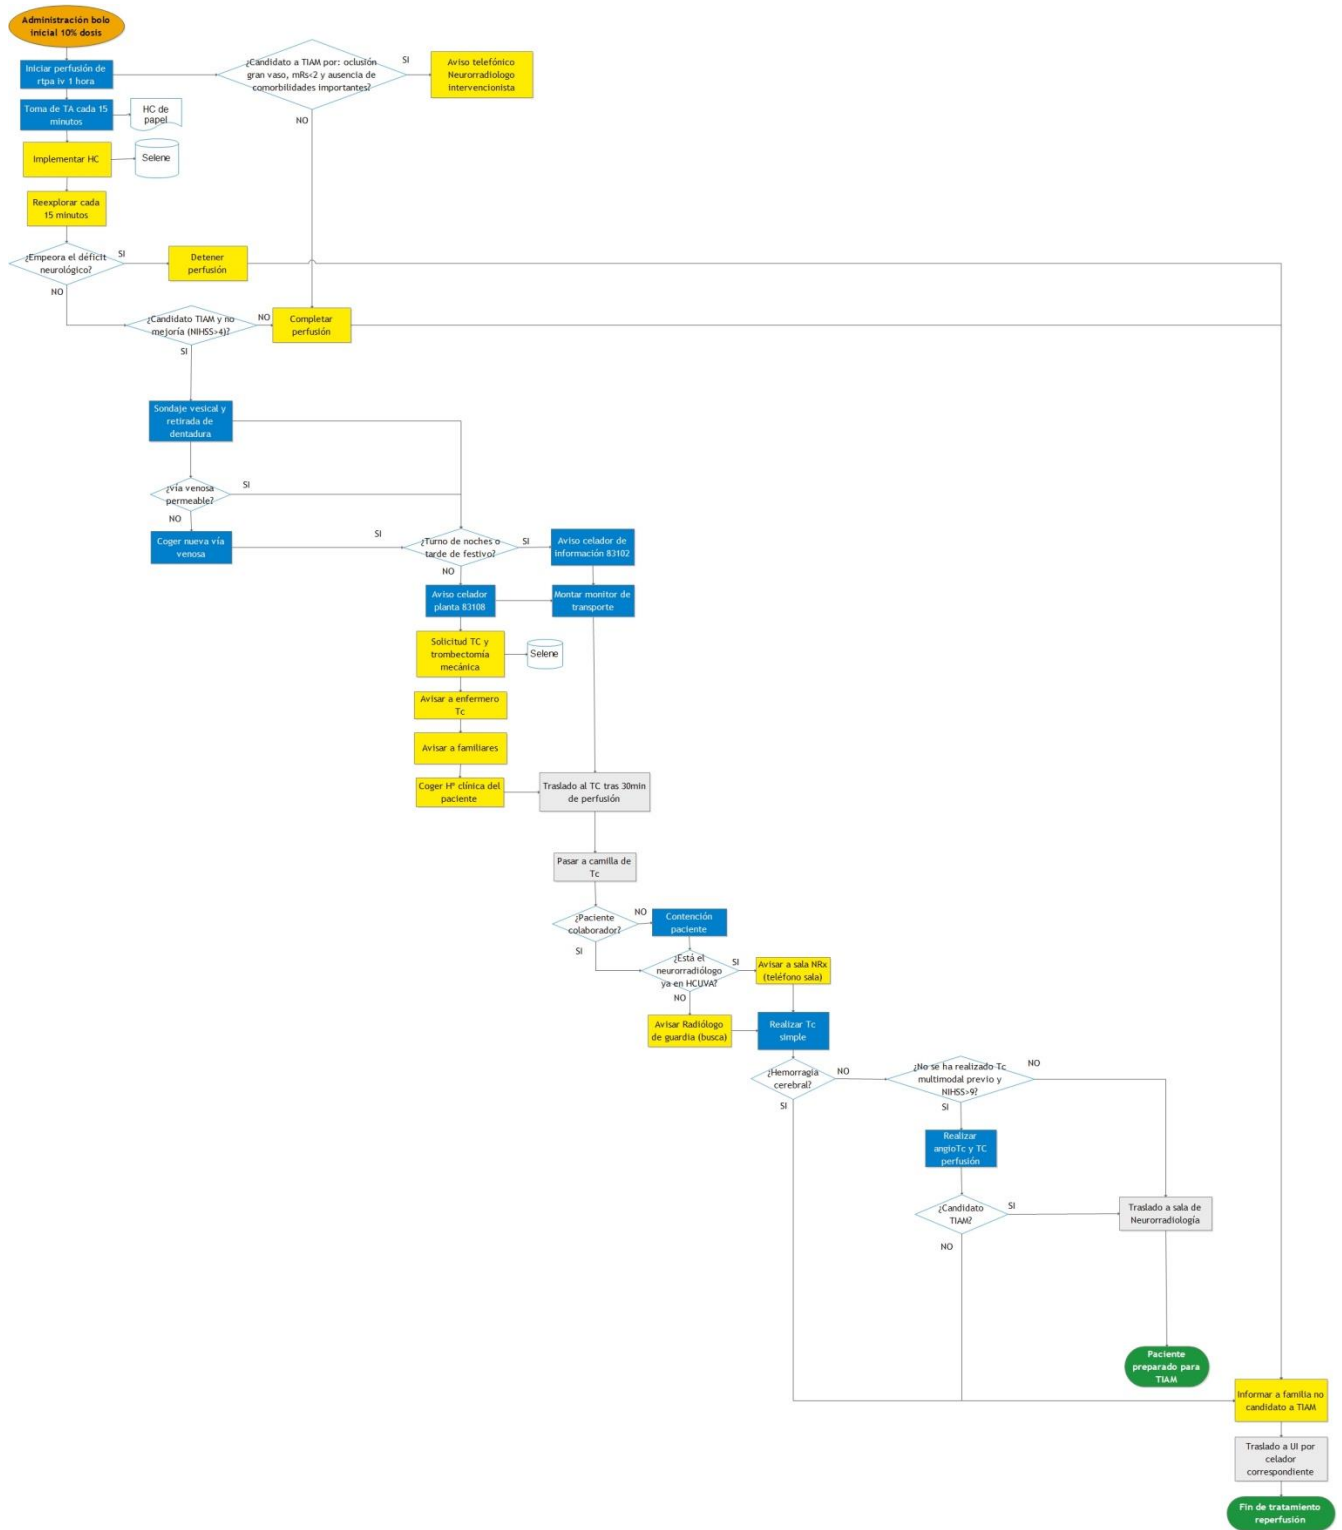 Administración bolo
inicial 10% dosis
Iniciar perfusión de
rtpa iv 1 hora
¿Candidato a TIAM por: oclusión
gran vaso, mRs<2 y ausencia de
comorbilidades importantes?
SI
Aviso telefónico
Neurorradiologo
intervencionista
NO
Toma de TA cada 15
minutos
HC de
papel
Implementar HC
Selene
Reexplorar cada
15 minutos
¿Empeora el déficit
neurológico?
SI
Detener
perfusión
NO
¿Candidato TIAM y no
mejoría (NIHSS>4)?
NO
Completar
perfusión
SI
Sondaje vesical y
retirada de
dentadura
¿vía venosa
permeable?
SI
NO
Coger nueva vía
venosa
SI
¿Turno de noches o
tarde de festivo?
SI
Aviso celador de
información 83102
NO
Aviso celador
planta 83108
Montar monitor de
transporte
Solicitud TC y
trombectomía
mecánica
Selene
Avisar a enfermero
Tc
Avisar a familiares
Coger Hª clínica del
paciente
Traslado al TC tras 30min
de perfusión
Pasar a camilla de
Tc
¿Paciente
colaborador?
NO
Contención
paciente
SI
¿Está el
neurorradiólogo
ya en HCUVA?
SI
Avisar a sala NRx
(teléfono sala)
NO
Avisar Radiólogo
de guardia (busca)
Realizar Tc
simple
¿Hemorragia
cerebral?
NO
¿No se ha realizado Tc
multimodal previo y
NIHSS>9?
NO
SI
SI
Realizar
angioTc y TC
perfusión
¿Candidato
TIAM?
SI
Traslado a sala de
Neurorradiología
NO
Paciente
preparado para
TIAM
Informar a familia no
candidato a TIAM
Traslado a UI por
celador
correspondiente
Fin de tratamiento
reperfusión